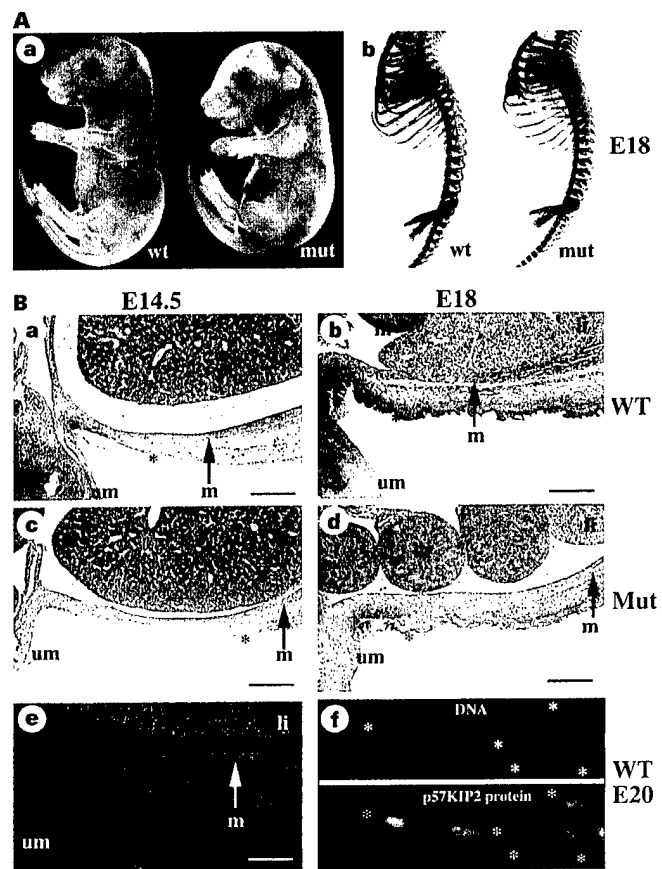 A
a
b
wt
mut
wt
mut
E18
B
E14.5
E18
a
b
li
um
m
m
um
WT
c
d
li
um
m
um
m
Mut
e
li
m
um
f
DNA
p57KIP2 protein
WT
E20